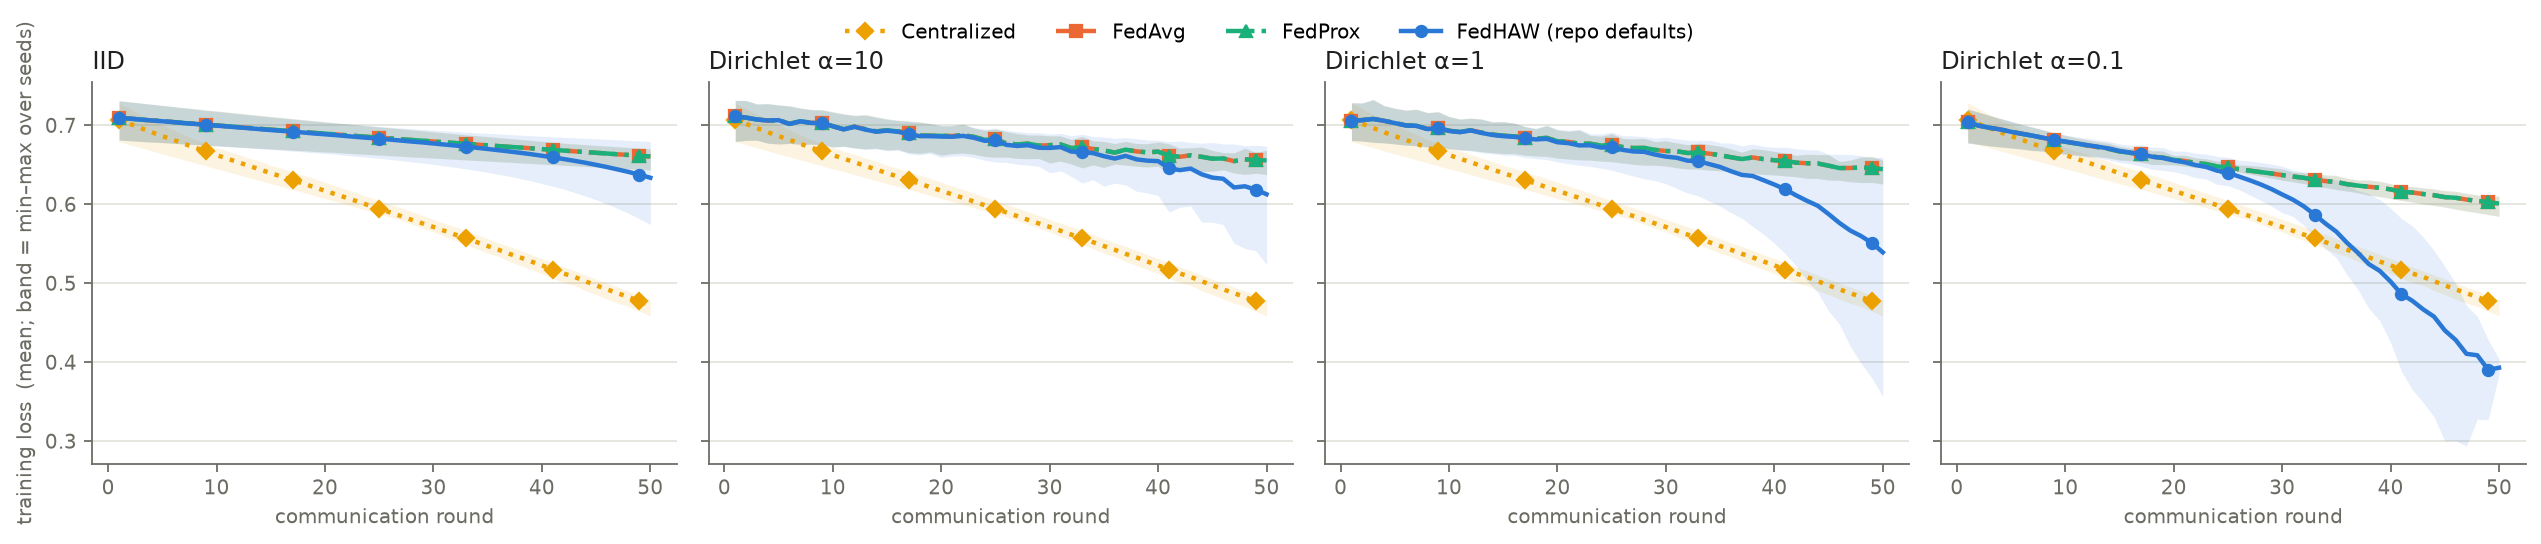 Centralized FedAvg FedProx FedHAW (repo defaults)
training loss (mean; band = min–max over seeds)
IID
0.7
0.6
0.5
0.4
0.3
0 10 20 30 40 50
communication round
Dirichlet α=10
0 10 20 30 40 50
communication round
Dirichlet α=1
0 10 20 30 40 50
communication round
Dirichlet α=0.1
0 10 20 30 40 50
communication round